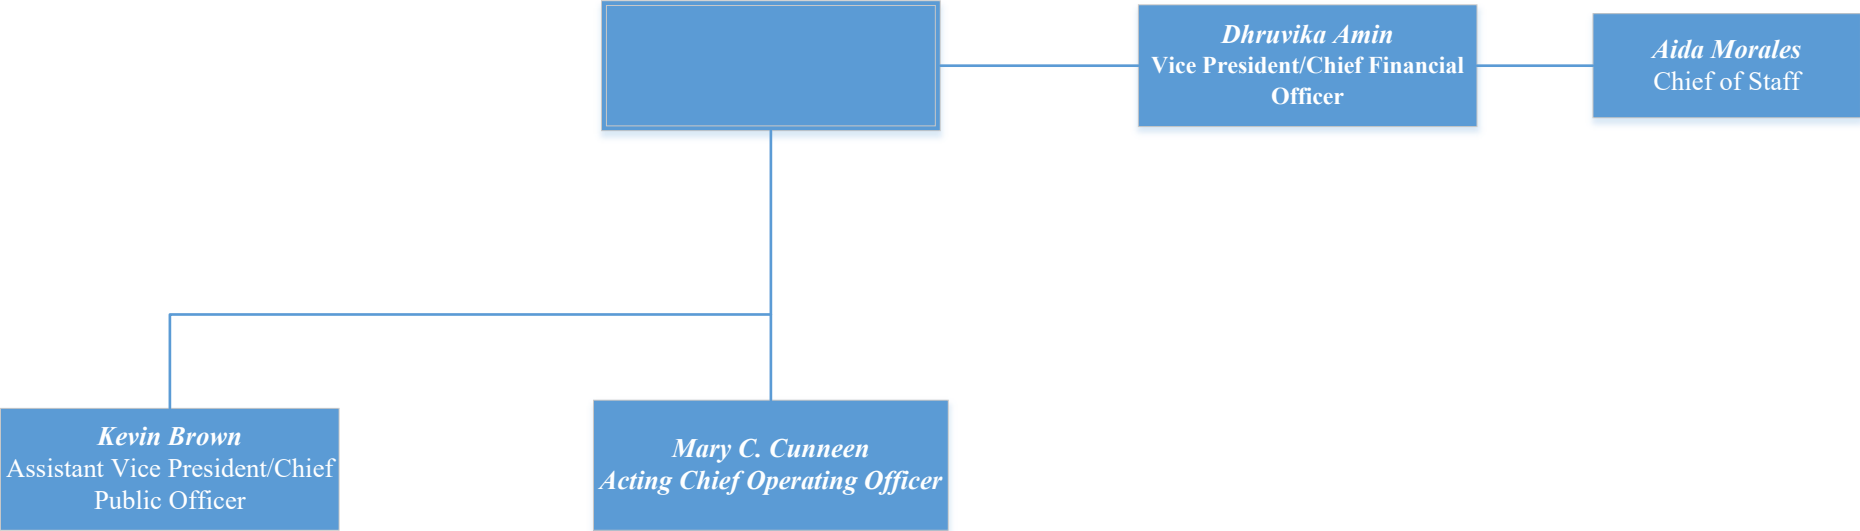 Dhruvika Amin
Vice President/Chief Financial
Officer
Aida Morales
Chief of Staff
Kevin Brown
Assistant Vice President/Chief
Public Officer
Mary C. Cunneen
Acting Chief Operating Officer